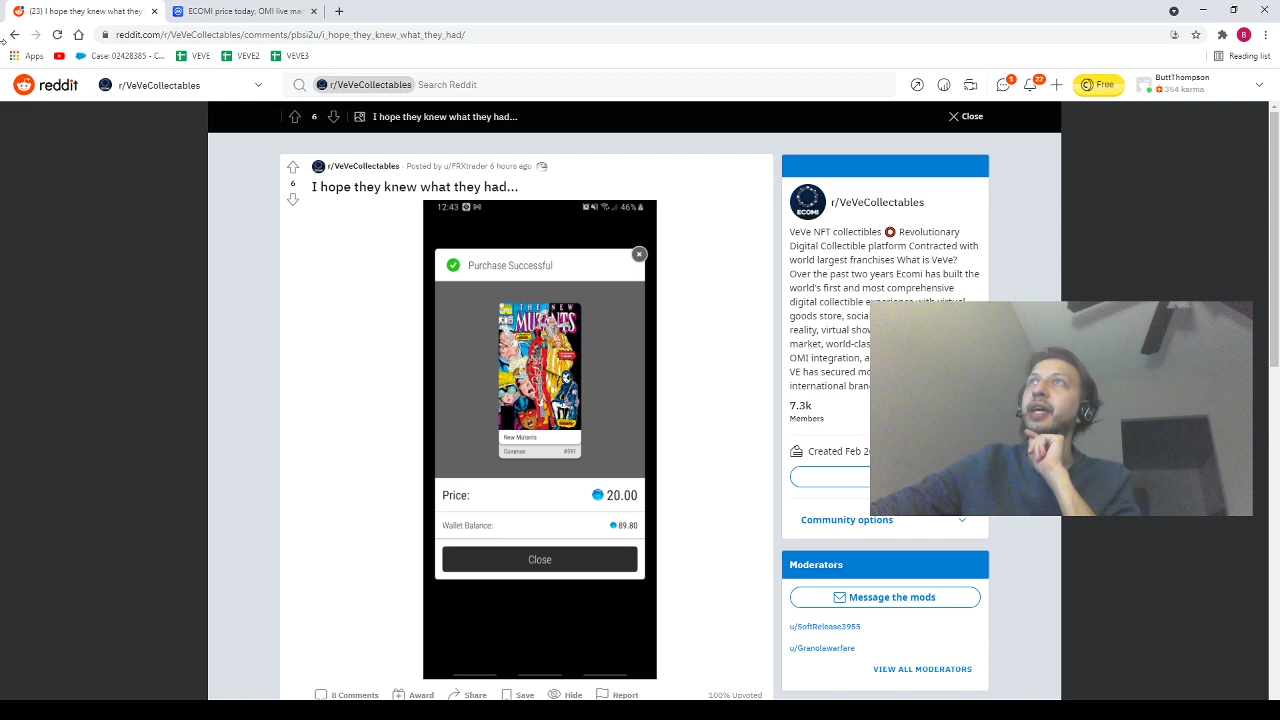 (23) I hope they knew what they
ECOMI price today, OMI live ma
reddit.com/r/VeVeCollectables/comments/pbsi2u/i_hope_they_knew_what_they_had/
B
Apps
Case: 02428385 - C...
VEVE
VEVE2
VEVE3
Reading list
reddit
r/VeVeCollectables
r/VeVeCollectables
Search Reddit
1
22
Free
ButtThompson
354 karma
6
I hope they knew what they had...
Close
r/VeVeCollectables · Posted by u/FRXtrader 6 hours ago
6
I hope they knew what they had...
12:43
46%
Purchase Successful
THE NEW
MUTANTS
New Mutants
Common
#591
Price:
20.00
Wallet Balance:
89.80
Close
8 Comments
Award
Share
Save
Hide
Report
100% Upvoted
ECOMI
r/VeVeCollectables
VeVe NFT collectibles ⭕ Revolutionary
Digital Collectible platform Contracted with
world largest franchises What is VeVe?
Over the past two years Ecomi has built the
world's first and most comprehensive
digital collectible experience with virtual
goods store, social
reality, virtual
market, world-clas
OMI integration, a
VE has secured
international bran
7.3k
Members
Created Feb
Community options
Moderators
Message the mods
u/SoftRelease3955
u/Granolawarfare
VIEW ALL MODERATORS